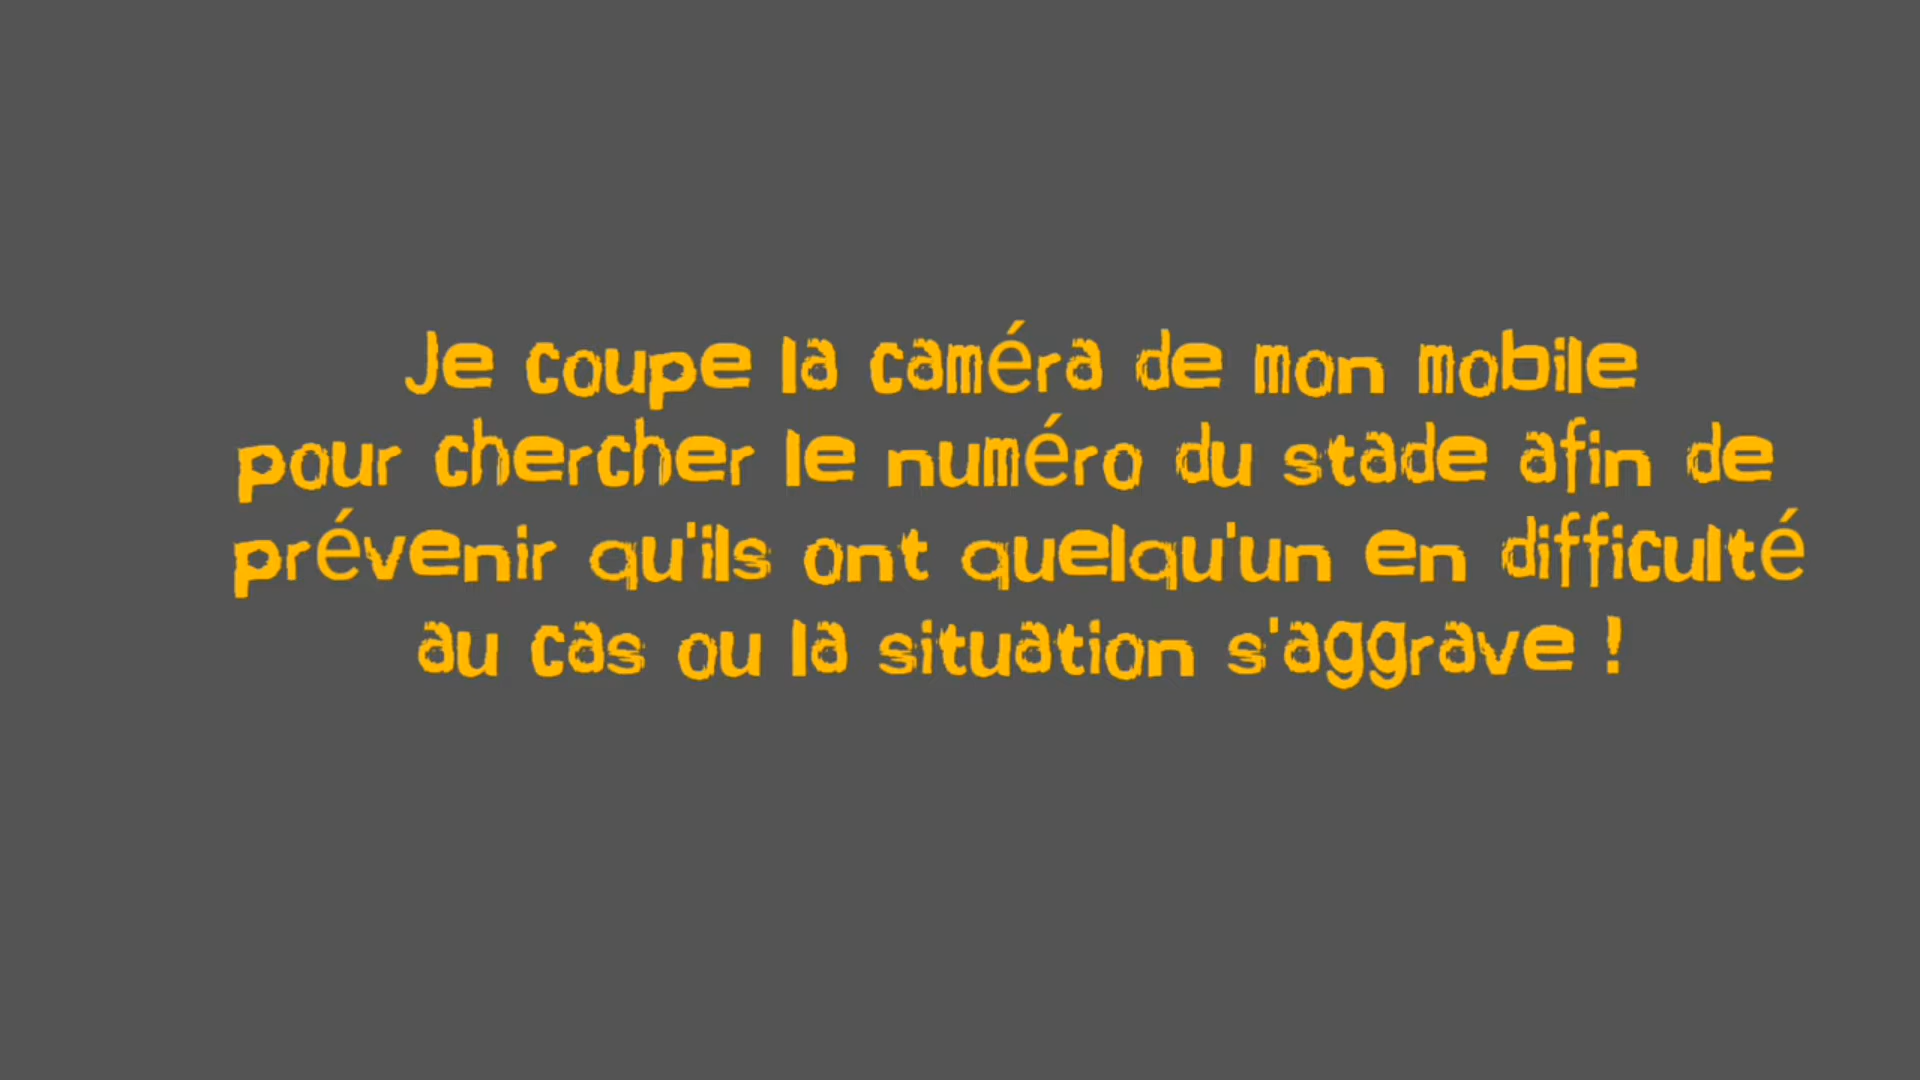 Je coupe la caméra de mon mobile
pour chercher le numéro du stade afin de
prévenir qu'ils ont quelqu'un en difficulté
au cas ou la situation s'aggrave !